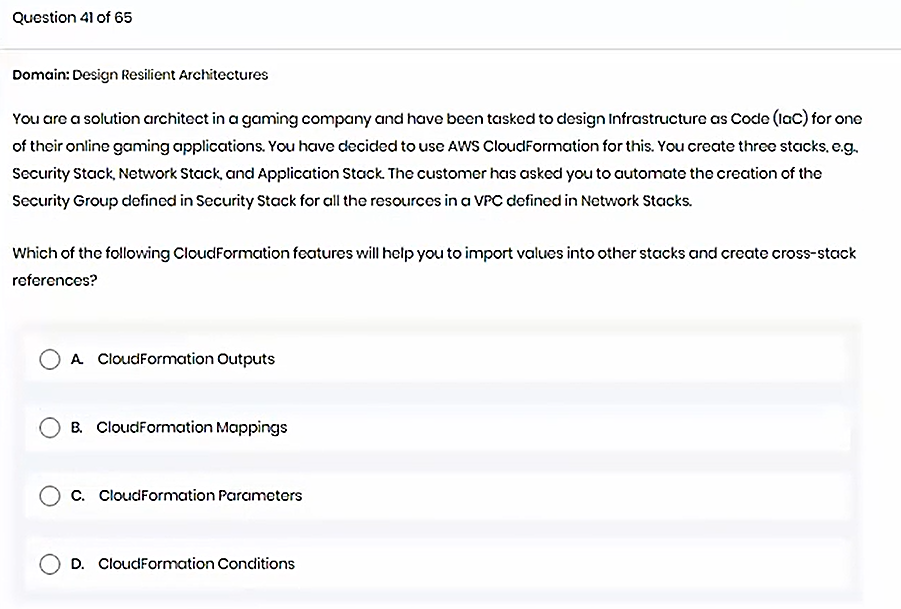 Question 41 of 65
Domain: Design Resilient Architectures
You are a solution architect in a gaming company and have been tasked to design Infrastructure as Code (IaC) for one
of their online gaming applications. You have decided to use AWS CloudFormation for this. You create three stacks, e.g.,
Security Stack, Network Stack, and Application Stack. The customer has asked you to automate the creation of the
Security Group defined in Security Stack for all the resources in a VPC defined in Network Stacks.
Which of the following CloudFormation features will help you to import values into other stacks and create cross-stack
references?
A. CloudFormation Outputs
B. CloudFormation Mappings
C. CloudFormation Parameters
D. CloudFormation Conditions